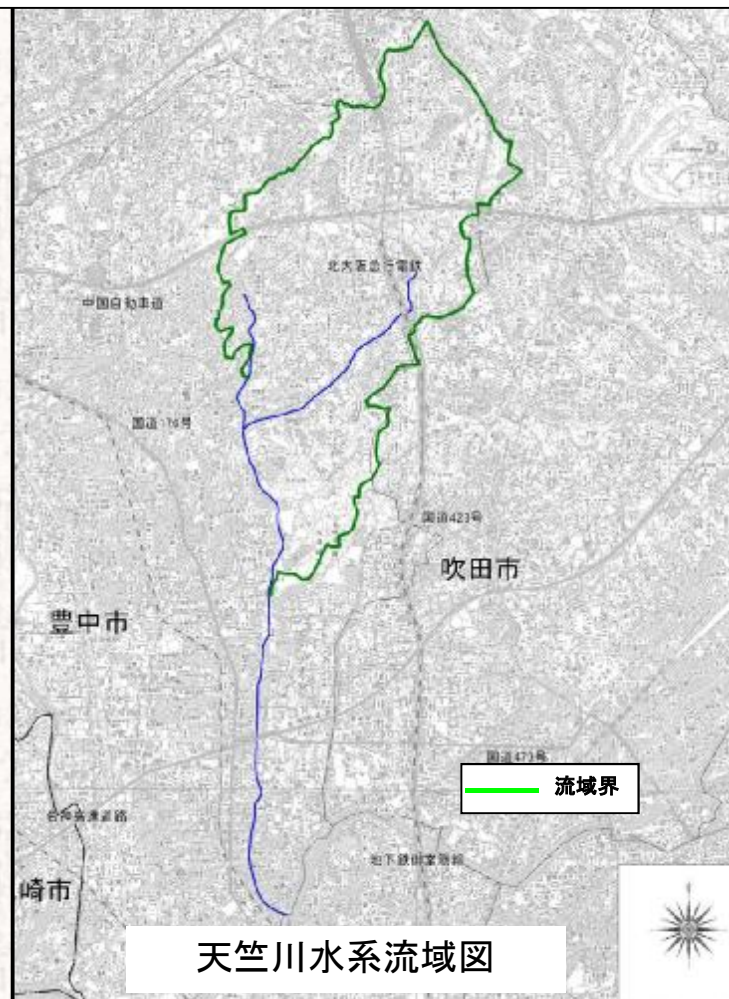 北大阪急行電鉄
中国自動車道
国道176号
国道423号
吹田市
豊中市
国道479号
流域界
名神高速道路
地下鉄御堂筋線
崎市
天竺川水系流域図